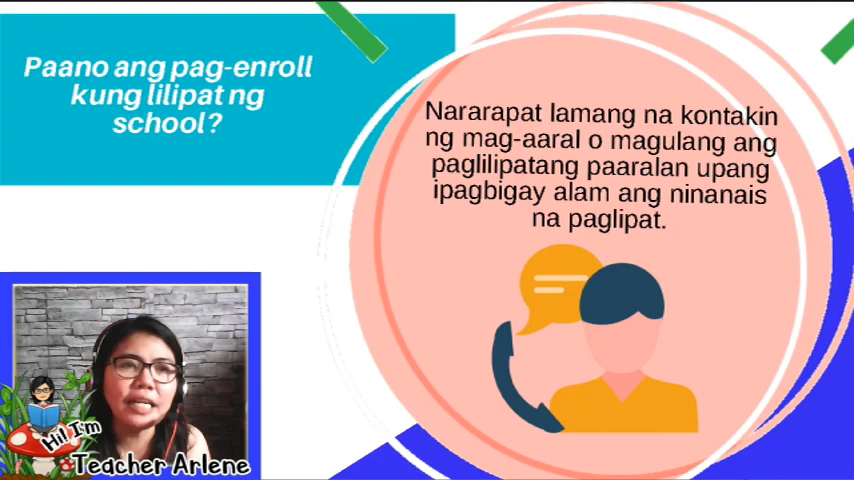 Paano ang pag-enroll
kung lilipat ng
school?
Nararapat lamang na kontakin
ng mag-aaral o magulang ang
paglilipatang paaralan upang
ipagbigay alam ang ninanais
na paglipat.
Hi! I'm
Teacher Arlene